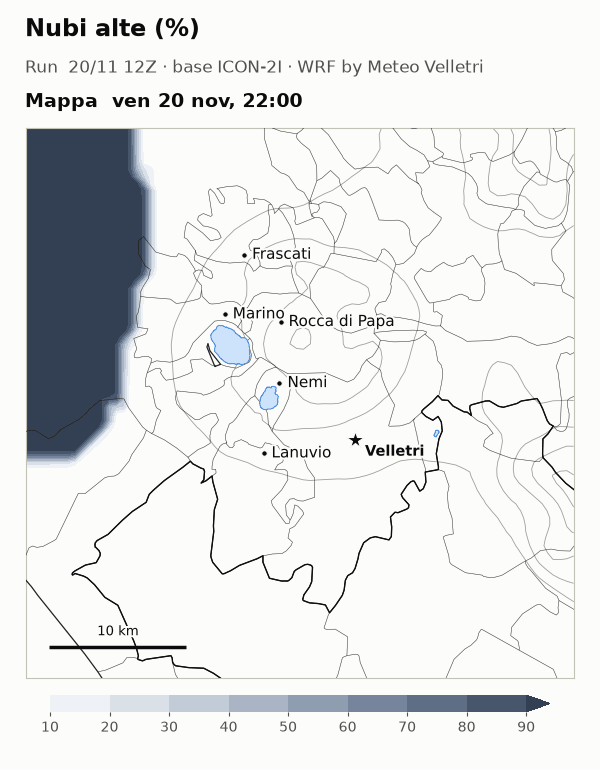 Nubi alte (%)
Run  20/11 12Z · base ICON-2I · WRF by Meteo Velletri
Mappa  ven 20 nov, 22:00
Frascati
Marino
Rocca di Papa
Nemi
Velletri
Lanuvio
10 km
10 20 30 40 50 60 70 80 90